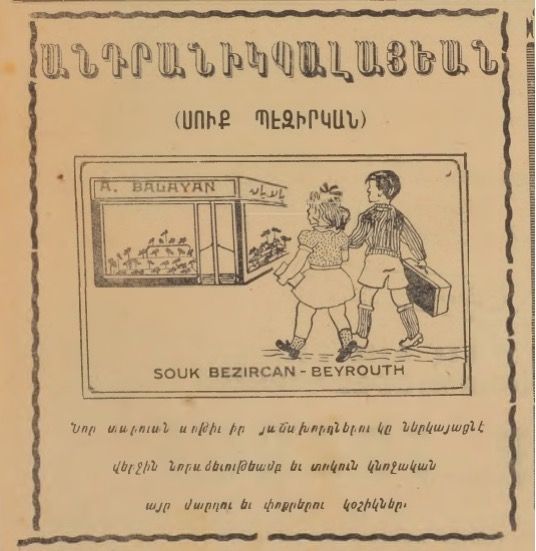 ԱՆԴՐԱՆԻԿ ՊԱԼԱՅԵԱՆ
(ՍՈՒՔ ՊԷԶԻՐԿԱՆ)
A. BALAYAN
SOUK BEZIRCAN - BEYROUTH
Նոր տարուան առթիւ իր յաճախորդներու կը ներկայացնէ
վերջին նորաձեւութեամբ եւ տոկուն կնոջական
այր մարդու եւ փոքրերու կօշիկներ.